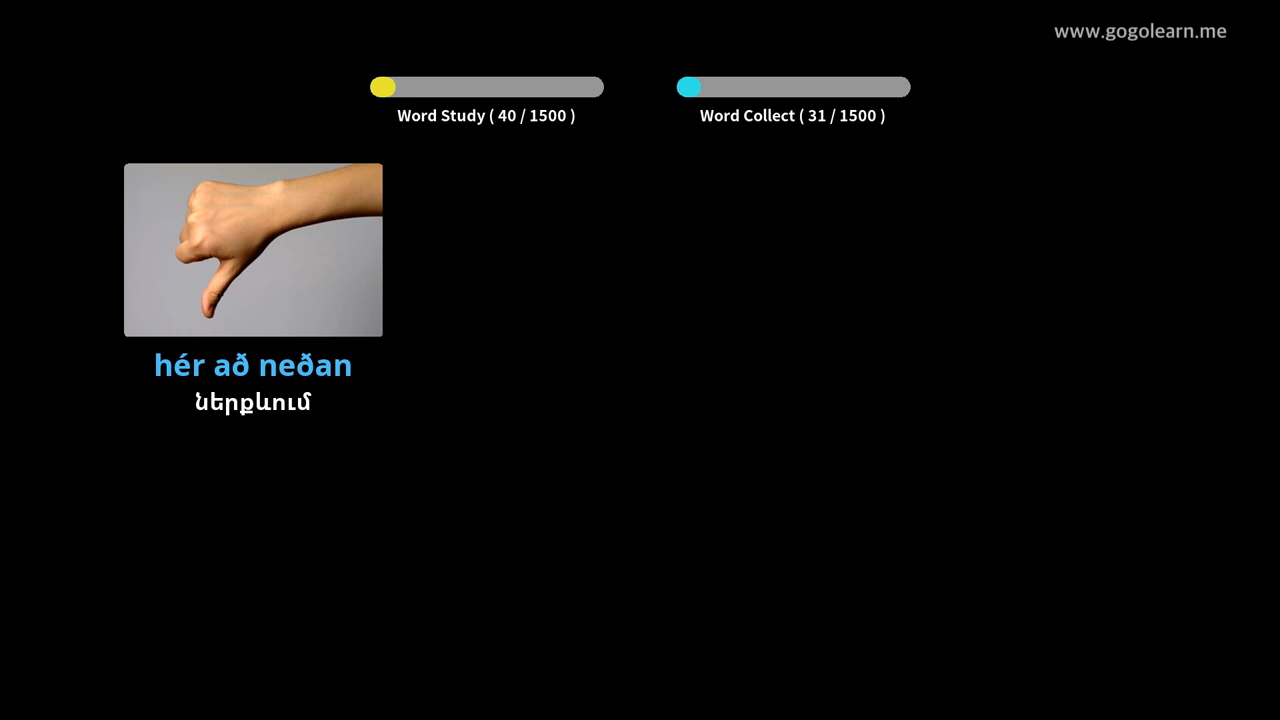 www.gogolearn.me
Word Study ( 40 / 1500 )
Word Collect ( 31 / 1500 )
hér að neðan
ներքևում